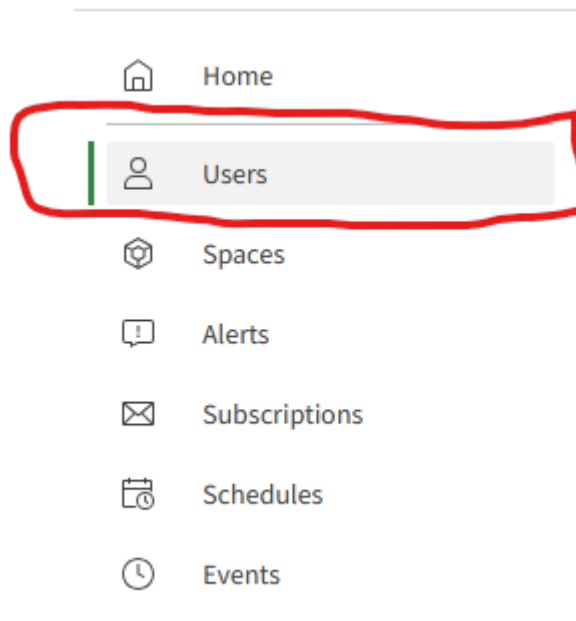 Home
Users
Spaces
Alerts
Subscriptions
Schedules
Events